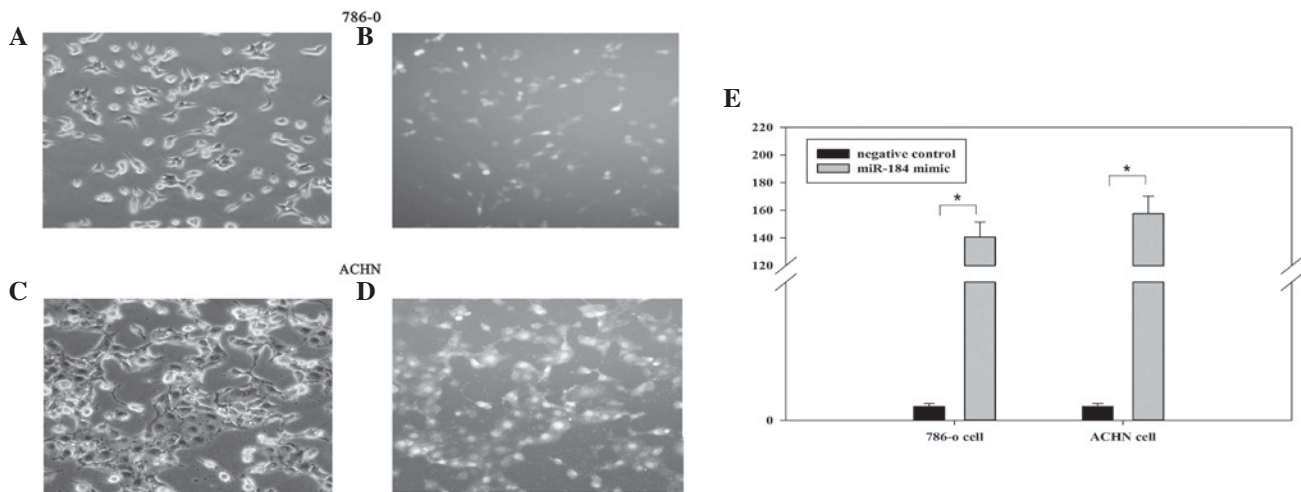 786-0
A
B
ACHN
C
D
E
220
200
180
160
140
120
0
negative control
miR-184 mimic
*
*
786-o cell
ACHN cell